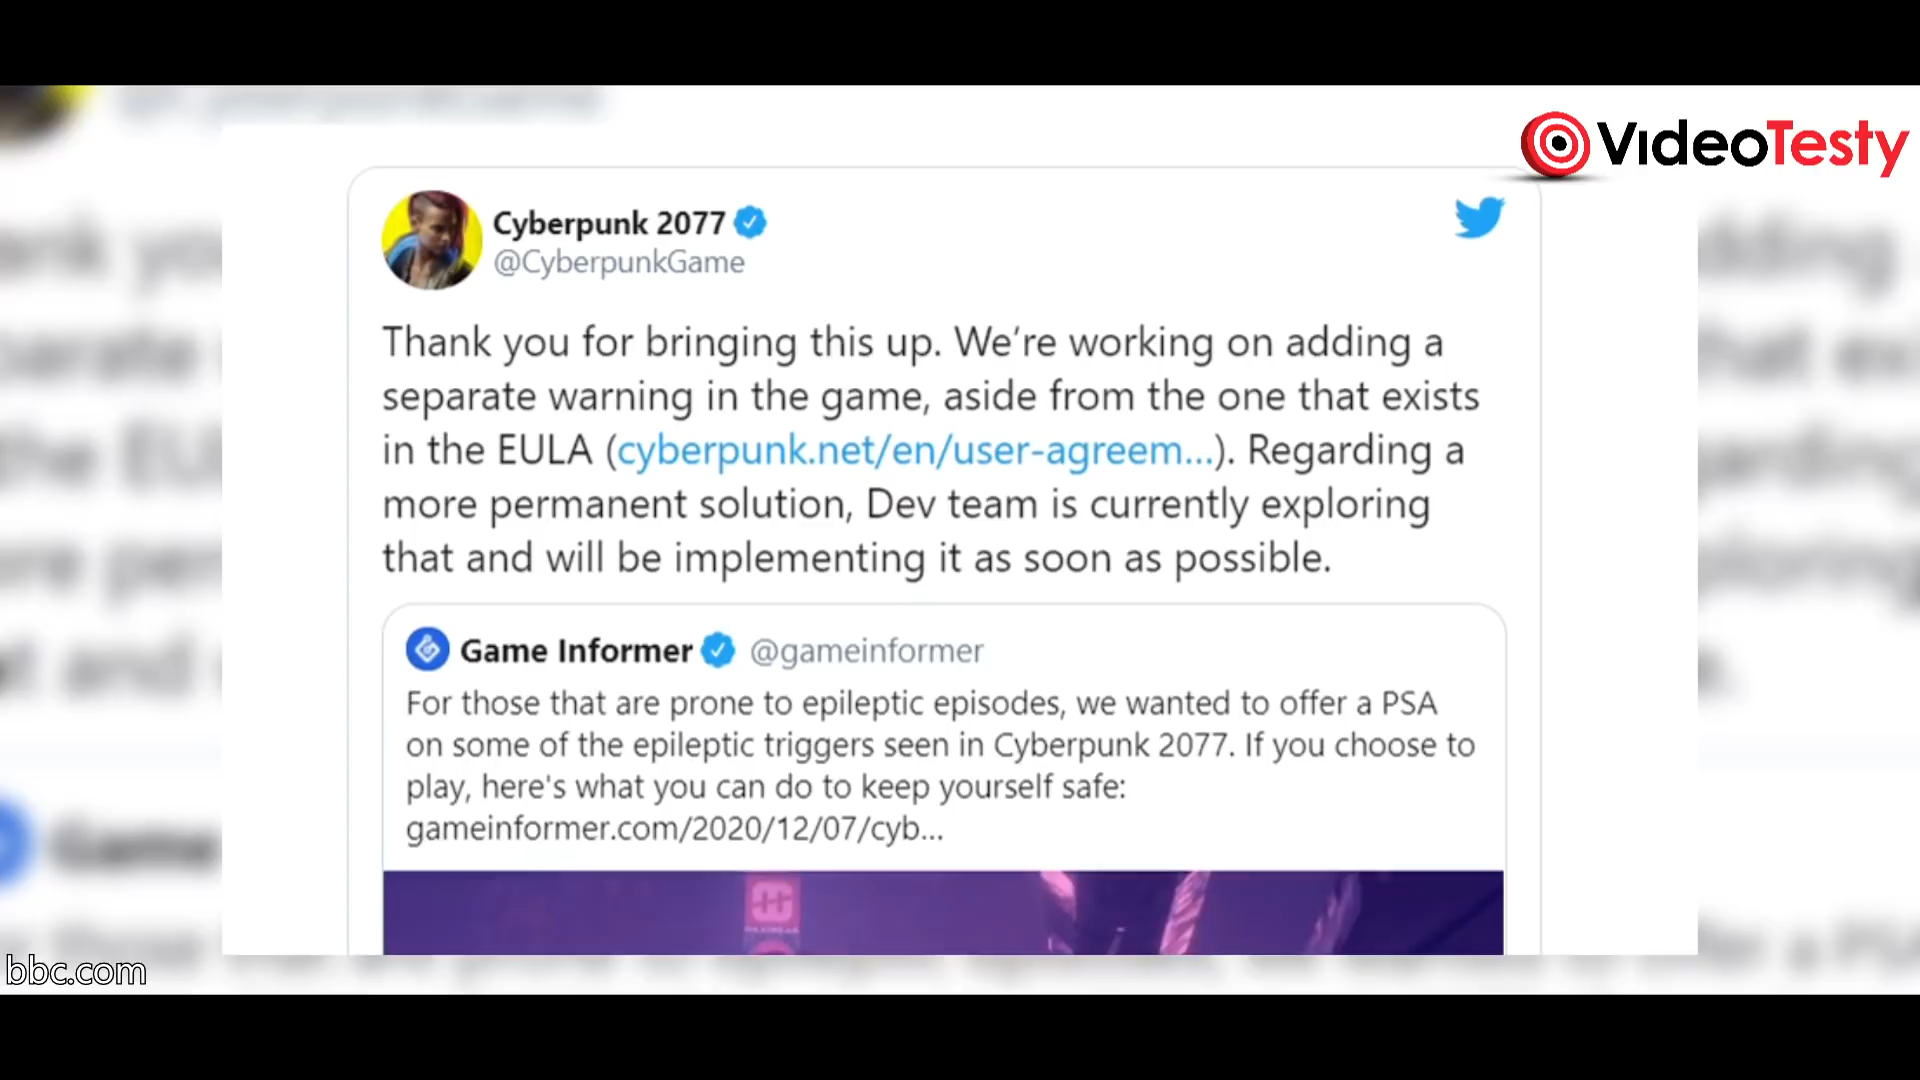 VideoTesty
Cyberpunk 2077
@CyberpunkGame
Thank you for bringing this up. We’re working on adding a
separate warning in the game, aside from the one that exists
in the EULA (cyberpunk.net/en/user-agreem...). Regarding a
more permanent solution, Dev team is currently exploring
that and will be implementing it as soon as possible.
Game Informer @gameinformer
For those that are prone to epileptic episodes, we wanted to offer a PSA
on some of the epileptic triggers seen in Cyberpunk 2077. If you choose to
play, here's what you can do to keep yourself safe:
gameinformer.com/2020/12/07/cyb...
bbc.com